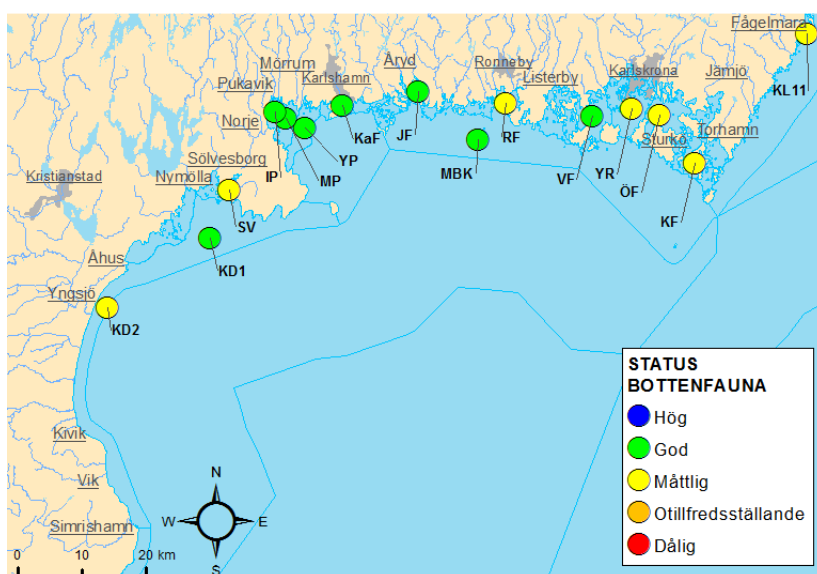 Fågelmara
KL11
Mörrum
Åryd
Ronneby
Karlshamn
Listerby
Karlskrona
Jämjö
Pukavik
Norje
KaF
JF
RF
Sturkö
Torhamn
YP
IP
MP
MBK
VF
YR
ÖF
KF
Sölvesborg
Nymölla
Kristianstad
SV
Åhus
KD1
Yngsjö
KD2
Kivik
Vik
Simrishamn
N
W
E
S
0 10 20 km
STATUS
BOTTENFAUNA
Hög
God
Måttlig
Otillfredsställande
Dålig